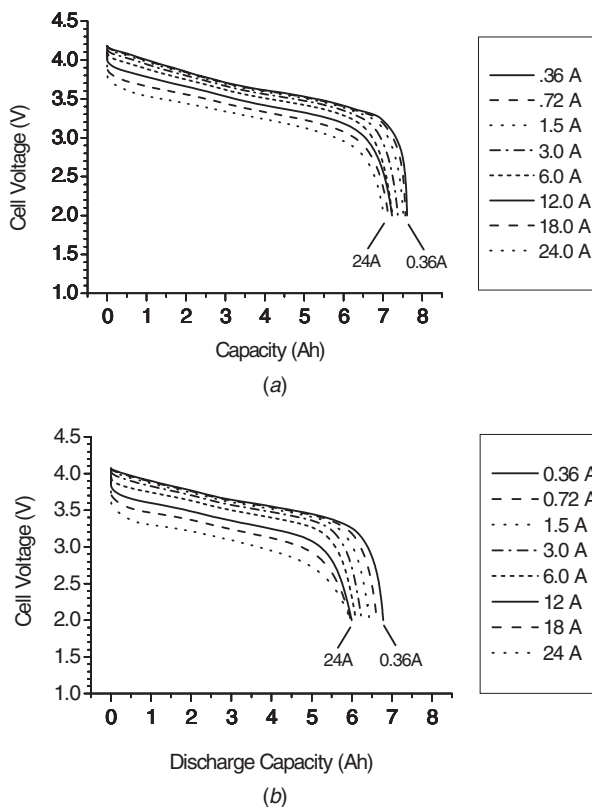 4.5
4.0
3.5
3.0
2.5
2.0
1.5
1.0
Cell Voltage (V)
24A
0.36A
0 1 2 3 4 5 6 7 8
Capacity (Ah)
.36 A
.72 A
1.5 A
3.0 A
6.0 A
12.0 A
18.0 A
24.0 A
(a)
4.5
4.0
3.5
3.0
2.5
2.0
1.5
1.0
Cell Voltage (V)
24A
0.36A
0 1 2 3 4 5 6 7 8
Discharge Capacity (Ah)
0.36 A
0.72 A
1.5 A
3.0 A
6.0 A
12 A
18 A
24 A
(b)